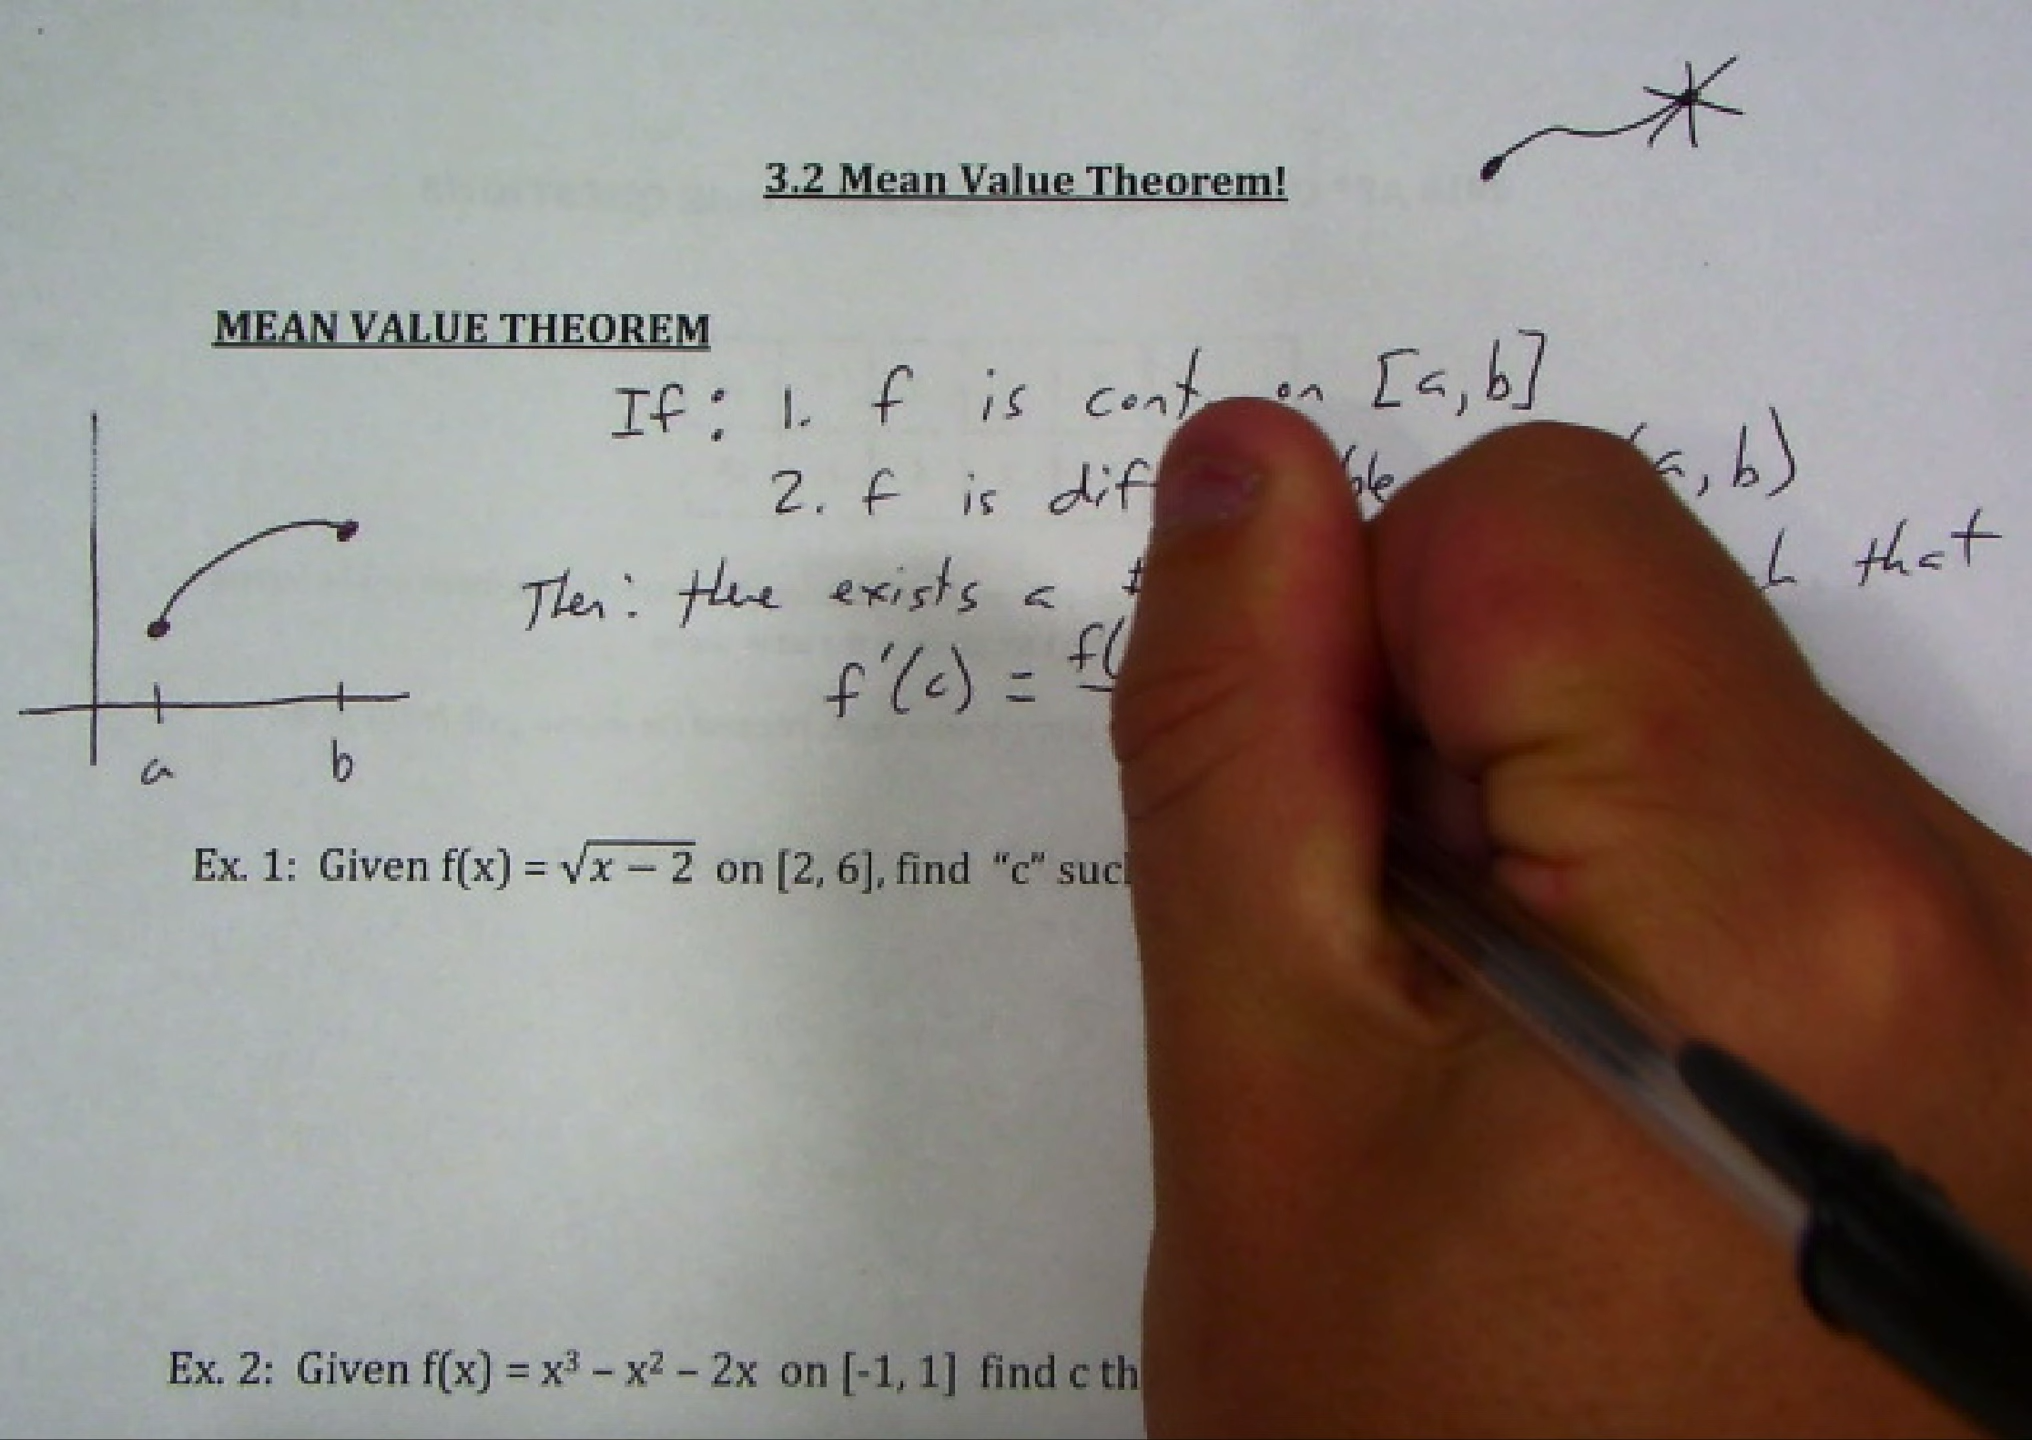 3.2 Mean Value Theorem!
MEAN VALUE THEOREM
If: 1. f is cont. on [a, b]
2. f is dif (a, b)
Then: there exists a that
f'(c) = f(
a b
Ex. 1: Given f(x) = √x − 2 on [2, 6], find "c" such
Ex. 2: Given f(x) = x³ – x² – 2x on [-1, 1] find c th